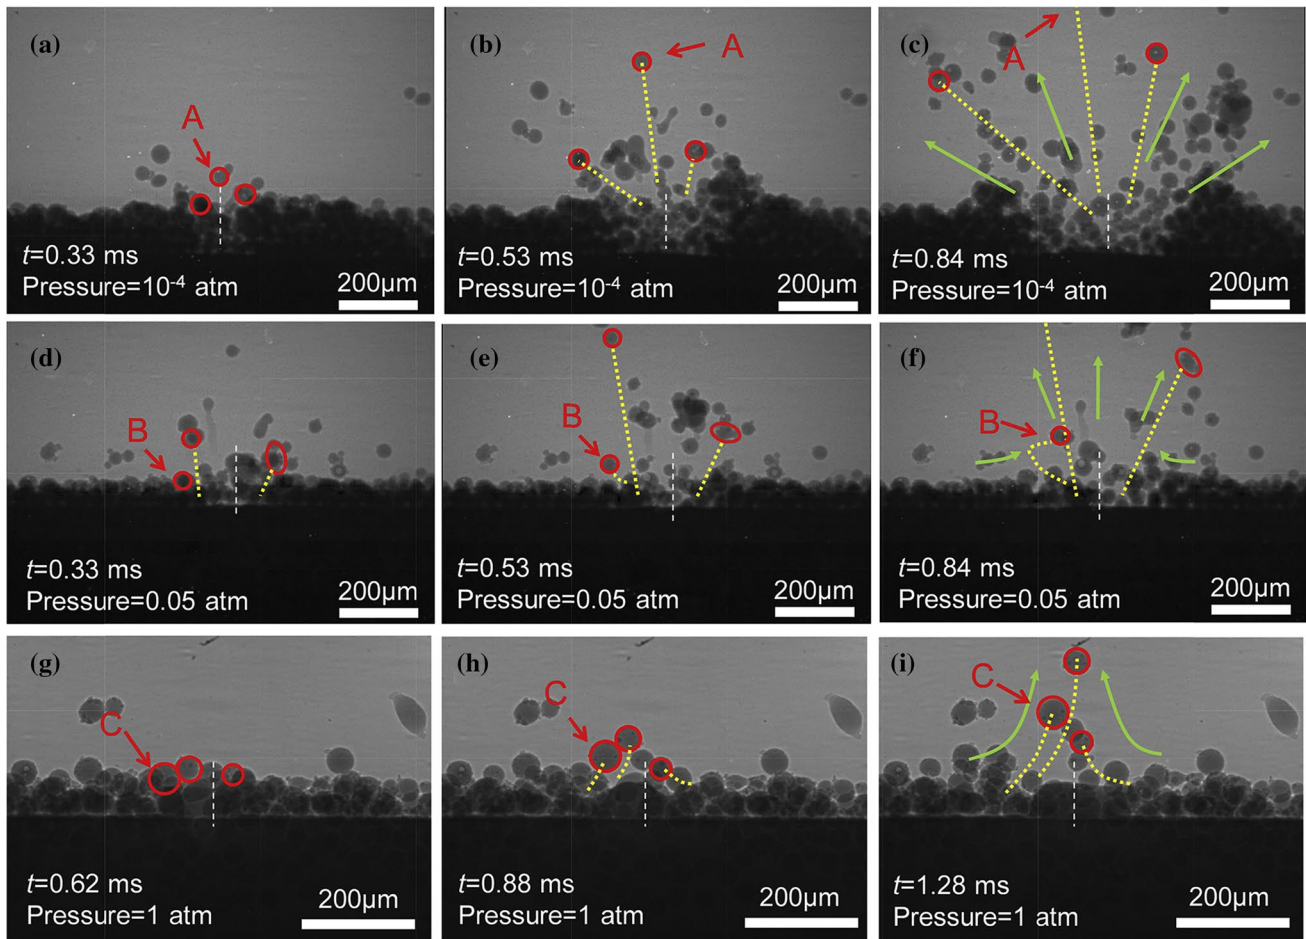 (a)
A
t=0.33 ms
Pressure=10-4 atm
200μm
(b)
A
t=0.53 ms
Pressure=10-4 atm
200μm
(c)
A
t=0.84 ms
Pressure=10-4 atm
200μm
(d)
B
t=0.33 ms
Pressure=0.05 atm
200μm
(e)
B
t=0.53 ms
Pressure=0.05 atm
200μm
(f)
B
t=0.84 ms
Pressure=0.05 atm
200μm
(g)
C
t=0.62 ms
Pressure=1 atm
200μm
(h)
C
t=0.88 ms
Pressure=1 atm
200μm
(i)
C
t=1.28 ms
Pressure=1 atm
200μm